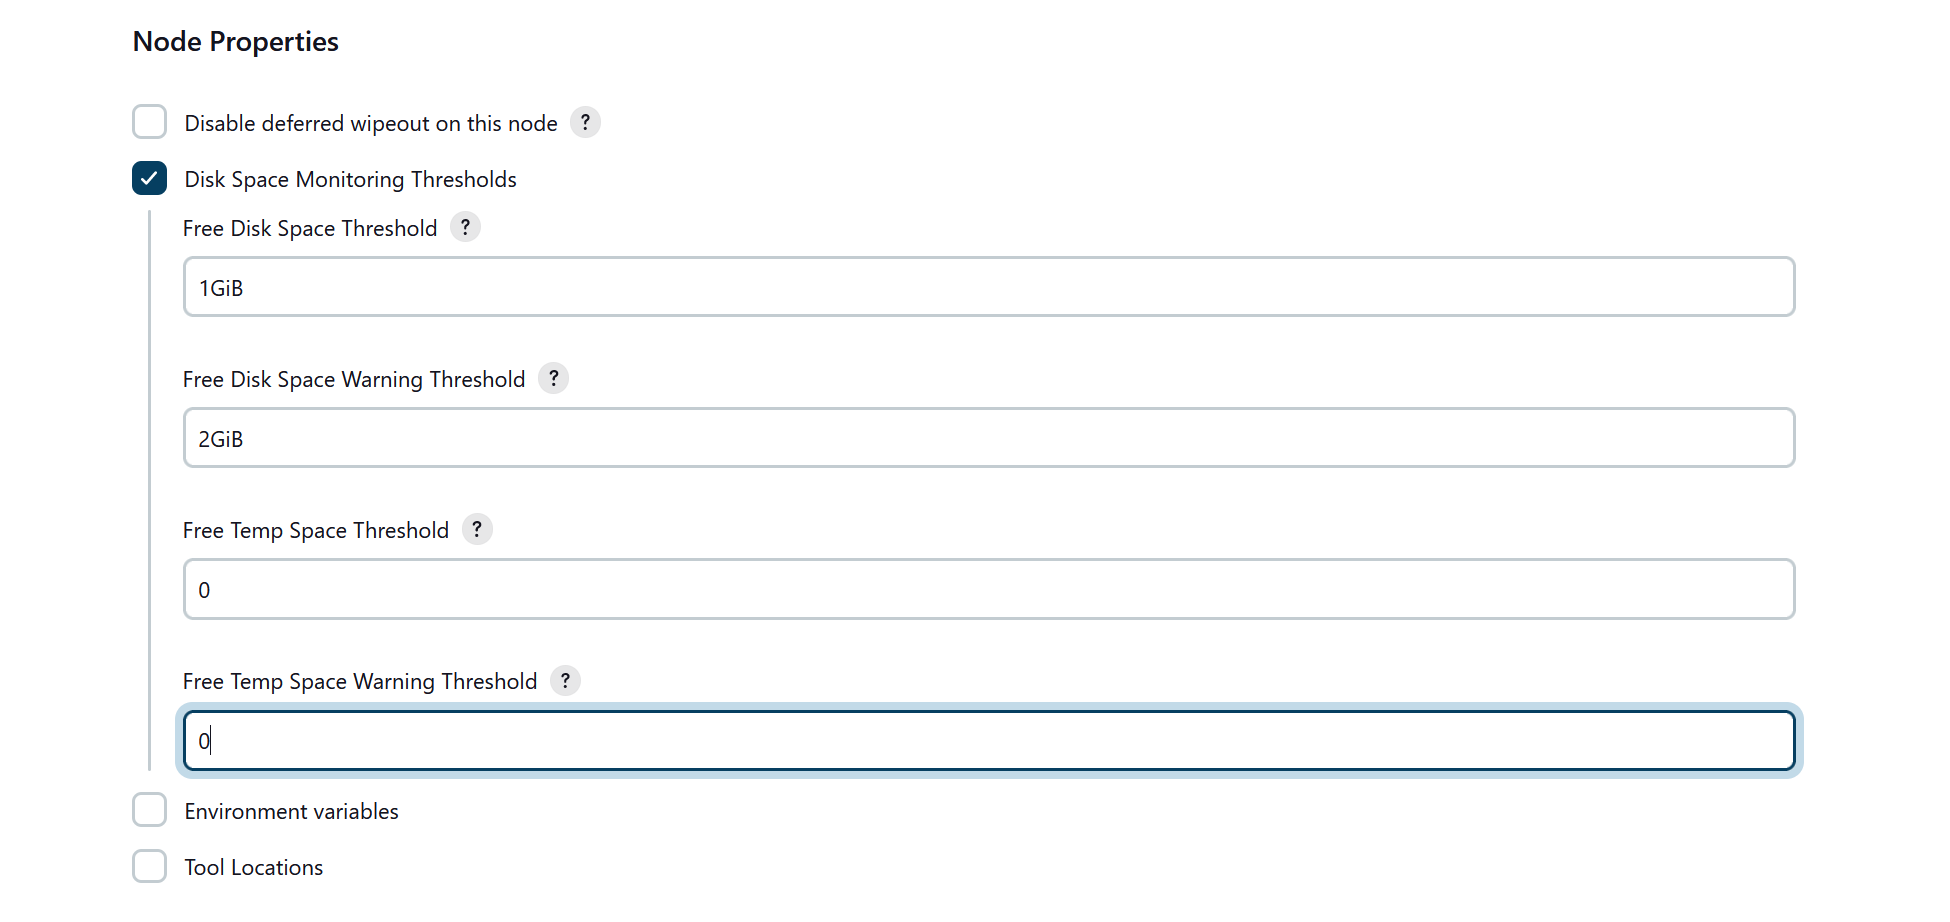 Node Properties
Disable deferred wipeout on this node ?
Disk Space Monitoring Thresholds
Free Disk Space Threshold ?
1GiB
Free Disk Space Warning Threshold ?
2GiB
Free Temp Space Threshold ?
0
Free Temp Space Warning Threshold ?
0
Environment variables
Tool Locations